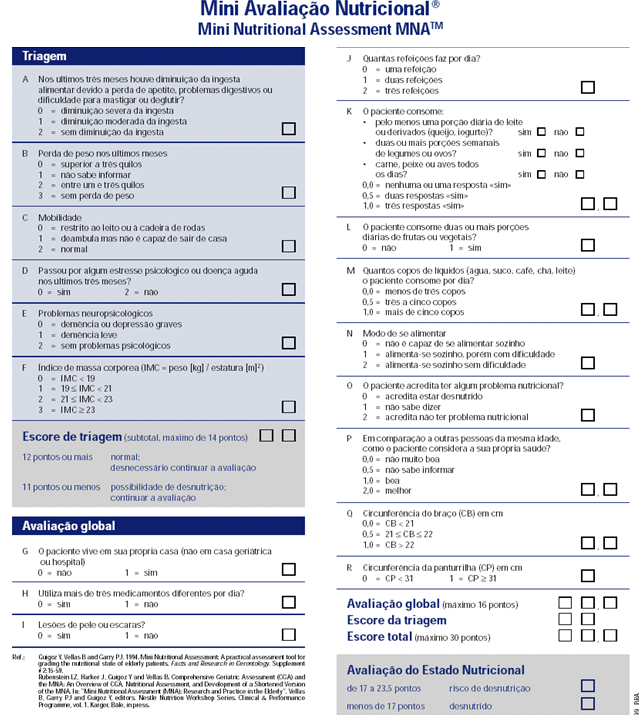 Mini Avaliação Nutricional®
Mini Nutritional Assessment MNA™
Triagem
A Nos últimos três meses houve diminuição da ingesta
alimentar devido a perda de apetite, problemas digestivos ou
dificuldade para mastigar ou deglutir?
0 = diminuição severa da ingesta
1 = diminuição moderada da ingesta
2 = sem diminuição da ingesta
B Perda de peso nos últimos meses
0 = superior a três quilos
1 = não sabe informar
2 = entre um e três quilos
3 = sem perda de peso
C Mobilidade
0 = restrito ao leito ou à cadeira de rodas
1 = deambula mas não é capaz de sair de casa
2 = normal
D Passou por algum estresse psicológico ou doença aguda
nos últimos três meses?
0 = sim 2 = não
E Problemas neuropsicológicos
0 = demência ou depressão graves
1 = demência leve
2 = sem problemas psicológicos
F Índice de massa corpórea (IMC = peso [kg] / estatura [m]²)
0 = IMC < 19
1 = 19 ≤ IMC < 21
2 = 21 ≤ IMC < 23
3 = IMC ≥ 23
Escore de triagem (subtotal, máximo de 14 pontos)
12 pontos ou mais normal;
desnecessário continuar a avaliação
11 pontos ou menos possibilidade de desnutrição;
continuar a avaliação
Avaliação global
G O paciente vive em sua própria casa (não em casa geriátrica
ou hospital)
0 = não 1 = sim
H Utiliza mais de três medicamentos diferentes por dia?
0 = sim 1 = não
I Lesões de pele ou escaras?
0 = sim 1 = não
Ref.: Guigoz Y, Vellas B and Garry PJ. 1994. Mini Nutritional Assessment: A practical assessment tool for
grading the nutritional state of elderly patients. Facts and Research in Gerontology. Supplement
# 2:15-59.
Rubenstein LZ, Harker J, Guigoz Y and Vellas B. Comprehensive Geriatric Assessment (CGA) and
the MNA: An Overview of CGA, Nutritional Assessment, and Development of a Shortened Version
of the MNA. In: "Mini Nutritional Assessment (MNA): Research and Practice in the Elderly". Vellas
B, Garry PJ and Guigoz Y, editors. Nestlé Nutrition Workshop Series. Clinical & Performance
Programme, vol. 1. Karger, Bale, in press.
J Quantas refeições faz por dia?
0 = uma refeição
1 = duas refeições
2 = três refeições
K O paciente consome:
• pelo menos uma porção diária de leite
ou derivados (queijo, iogurte)? sim não
• duas ou mais porções semanais
de legumes ou ovos? sim não
• carne, peixe ou aves todos
os dias? sim não
0,0 = nenhuma ou uma resposta «sim»
0,5 = duas respostas «sim»
1,0 = três respostas «sim» ,
L O paciente consome duas ou mais porções
diárias de frutas ou vegetais?
0 = não 1 = sim
M Quantos copos de líquidos (água, suco, café, chá, leite)
o paciente consome por dia?
0,0 = menos de três copos
0,5 = três a cinco copos
1,0 = mais de cinco copos ,
N Modo de se alimentar
0 = não é capaz de se alimentar sozinho
1 = alimenta-se sozinho, porém com dificuldade
2 = alimenta-se sozinho sem dificuldade
O O paciente acredita ter algum problema nutricional?
0 = acredita estar desnutrido
1 = não sabe dizer
2 = acredita não ter problema nutricional
P Em comparação a outras pessoas da mesma idade,
como o paciente considera a sua própria saúde?
0,0 = não muito boa
0,5 = não sabe informar
1,0 = boa
2,0 = melhor ,
Q Circunferência do braço (CB) em cm
0,0 = CB < 21
0,5 = 21 ≤ CB ≤ 22
1,0 = CB > 22 ,
R Circunferência da panturrilha (CP) em cm
0 = CP < 31 1 = CP ≥ 31
Avaliação global (máximo 16 pontos) ,
Escore da triagem
Escore total (máximo 30 pontos) ,
Avaliação do Estado Nutricional
de 17 a 23,5 pontos risco de desnutrição
menos de 17 pontos desnutrido